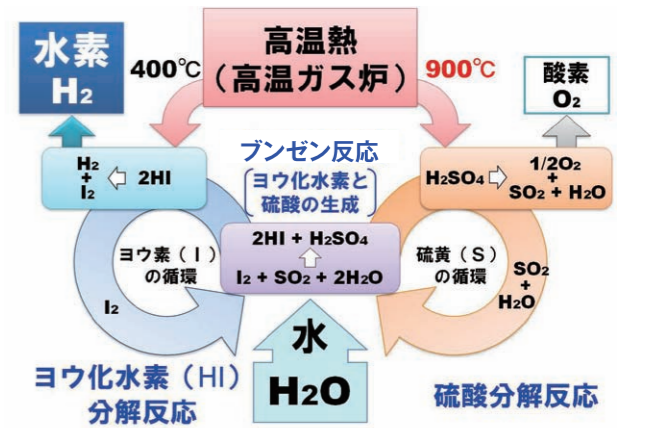 水素
H2
400℃
高温熱
(高温ガス炉)
900℃
酸素
O2
H2
+
I2
2HI
ブンゼン反応
ヨウ化水素と
硫酸の生成
H2SO4
1/2O2
+
SO2 + H2O
2HI + H2SO4
I2 + SO2 + 2H2O
ヨウ素(I)
の循環
I2
硫黄(S)
の循環
SO2
+
H2O
水
H2O
ヨウ化水素(HI)
分解反応
硫酸分解反応